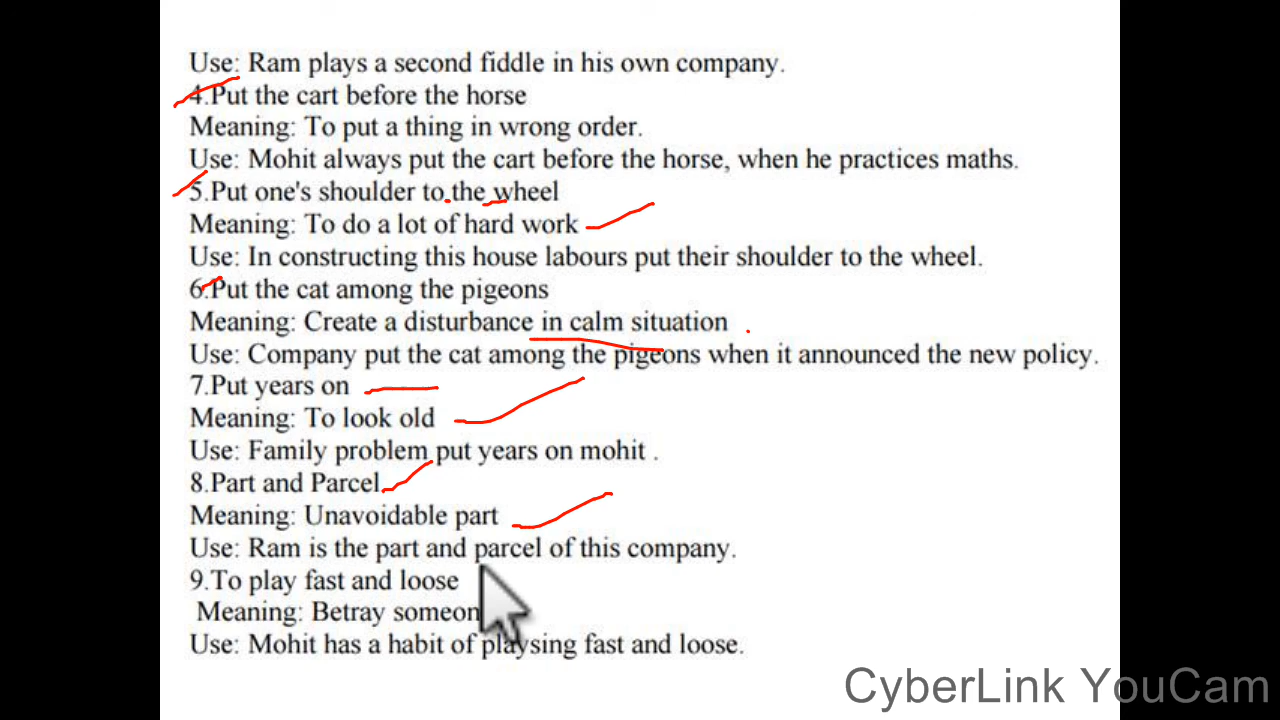 Use: Ram plays a second fiddle in his own company.
4.Put the cart before the horse
Meaning: To put a thing in wrong order.
Use: Mohit always put the cart before the horse, when he practices maths.
5.Put one's shoulder to the wheel
Meaning: To do a lot of hard work
Use: In constructing this house labours put their shoulder to the wheel.
6.Put the cat among the pigeons
Meaning: Create a disturbance in calm situation
Use: Company put the cat among the pigeons when it announced the new policy.
7.Put years on
Meaning: To look old
Use: Family problem put years on mohit .
8.Part and Parcel
Meaning: Unavoidable part
Use: Ram is the part and parcel of this company.
9.To play fast and loose
Meaning: Betray someon
Use: Mohit has a habit of playsing fast and loose.
CyberLink YouCam